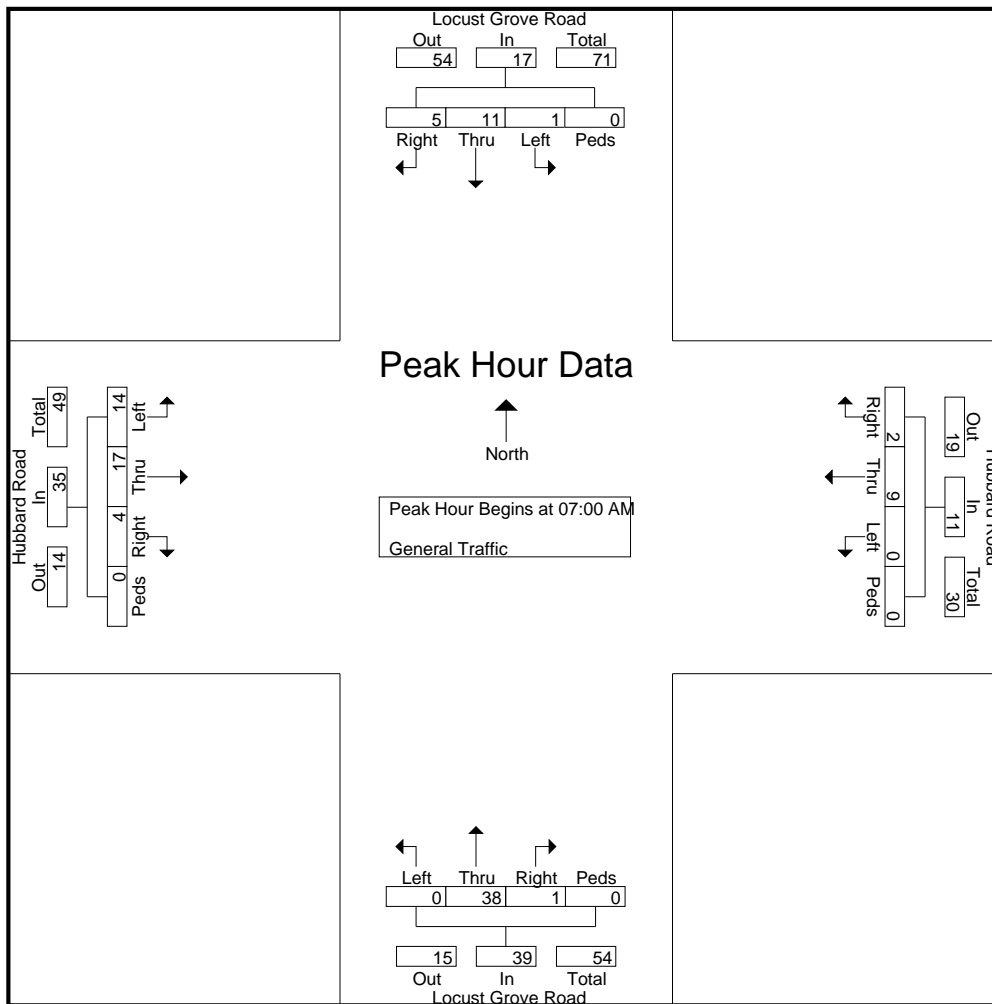 Locust Grove Road
Out In Total
54 17 71
5 11 1 0
Right Thru Left Peds
Peak Hour Data
North
Peak Hour Begins at 07:00 AM
General Traffic
Hubbard Road
Total In Out
49 35 14
14 17 4 0
Left Thru Right Peds
Right Thru Left Peds
2 9 0 0
Out In Total
19 11 30
Hubbard Road
Left Thru Right Peds
0 38 1 0
15 39 54
Out In Total
Locust Grove Road